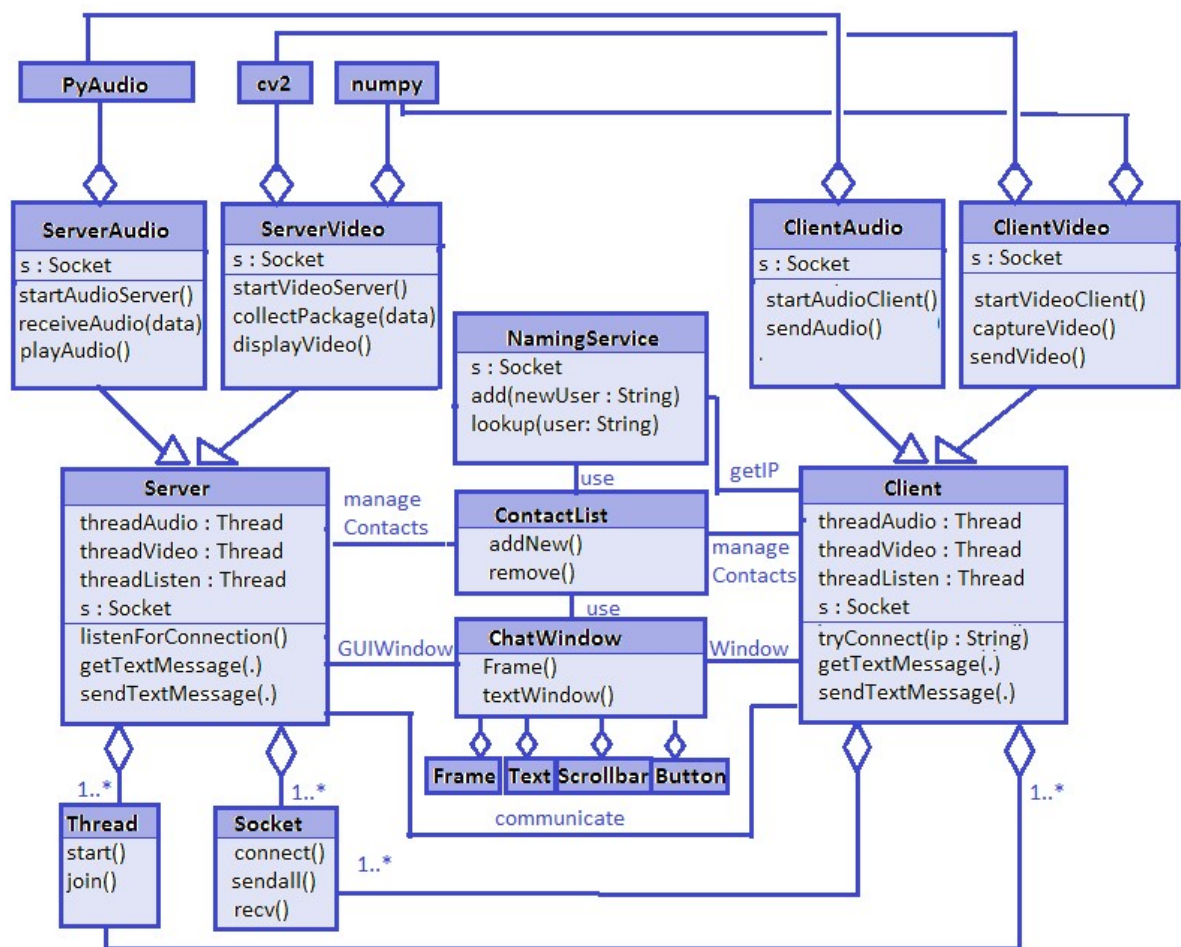 PyAudio
cv2
numpy
ServerAudio
s : Socket
startAudioServer()
receiveAudio(data)
playAudio()
ServerVideo
s : Socket
startVideoServer()
collectPackage(data)
displayVideo()
ClientAudio
s : Socket
startAudioClient()
sendAudio()
.
ClientVideo
s : Socket
startVideoClient()
captureVideo()
sendVideo()
NamingService
s : Socket
add(newUser : String)
lookup(user: String)
use
getIP
Server
threadAudio : Thread
threadVideo : Thread
threadListen : Thread
s : Socket
listenForConnection()
getTextMessage(.)
sendTextMessage(.)
manage
Contacts
ContactList
addNew()
remove()
manage
Contacts
use
Client
threadAudio : Thread
threadVideo : Thread
threadListen : Thread
s : Socket
tryConnect(ip : String)
getTextMessage(.)
sendTextMessage(.)
GUIWindow
ChatWindow
Frame()
textWindow()
Window
Frame
Text
Scrollbar
Button
communicate
1..*
1..*
1..*
1..*
Thread
start()
join()
Socket
connect()
sendall()
recv()